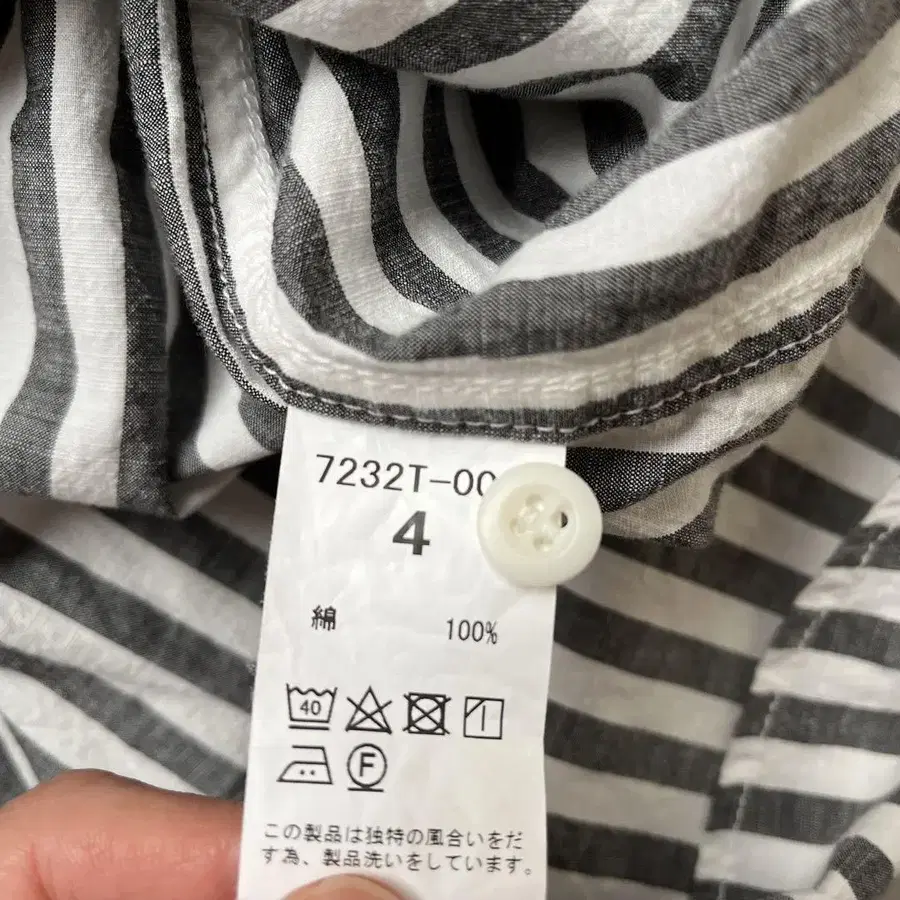 7232T-00
4
綿 100%
40
F
この製品は独特の風合いをだ
す為、製品洗いをしています。